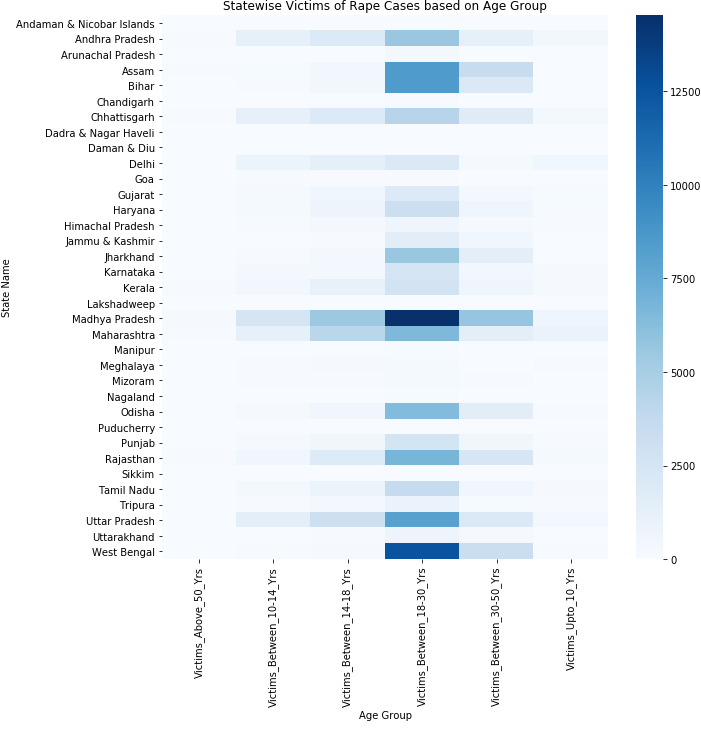 Statewise Victims of Rape Cases based on Age Group
Andaman & Nicobar Islands
Andhra Pradesh
Arunachal Pradesh
Assam
Bihar
Chandigarh
Chhattisgarh
Dadra & Nagar Haveli
Daman & Diu
Delhi
Goa
Gujarat
Haryana
Himachal Pradesh
Jammu & Kashmir
Jharkhand
Karnataka
Kerala
Lakshadweep
Madhya Pradesh
Maharashtra
Manipur
Meghalaya
Mizoram
Nagaland
Odisha
Puducherry
Punjab
Rajasthan
Sikkim
Tamil Nadu
Tripura
Uttar Pradesh
Uttarakhand
West Bengal
State Name
Victims_Above_50_Yrs
Victims_Between_10-14_Yrs
Victims_Between_14-18_Yrs
Victims_Between_18-30_Yrs
Victims_Between_30-50_Yrs
Victims_Upto_10_Yrs
Age Group
12500
10000
7500
5000
2500
0